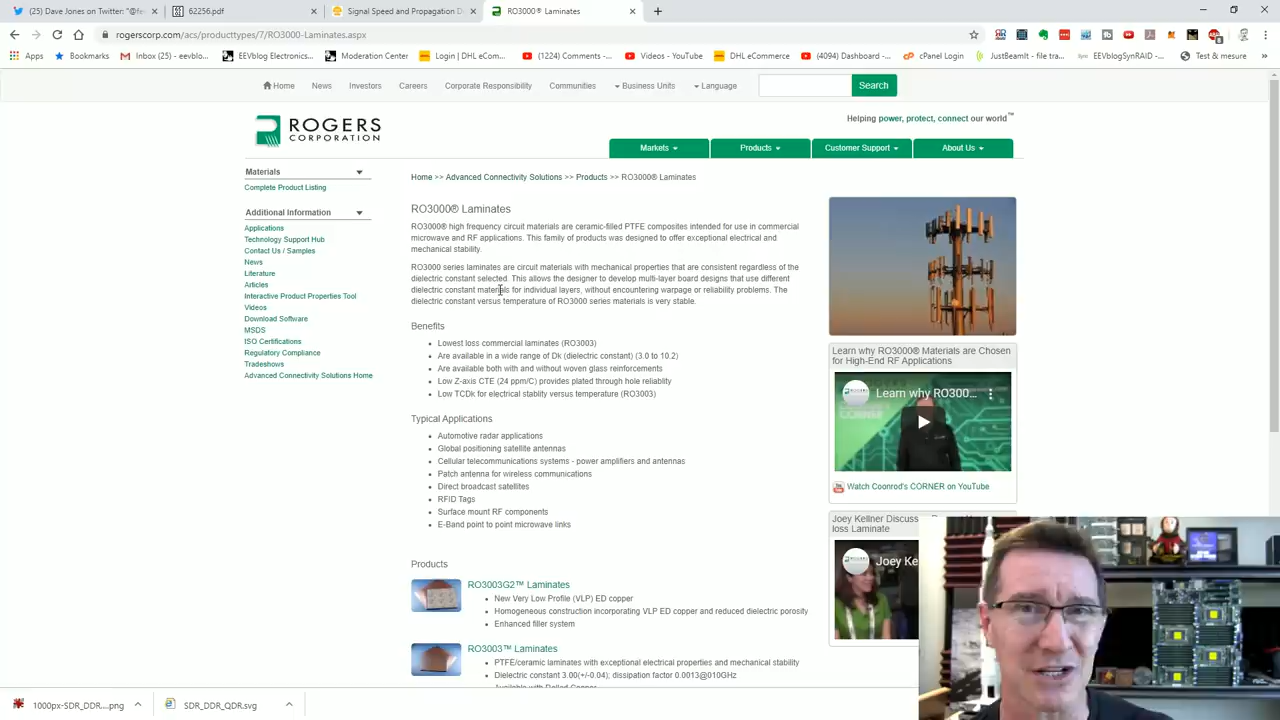 (25) Dave Jones on Twitter: "@fe
62256.pdf
Signal Speed and Propagation D
RO3000® Laminates
rogerscorp.com/acs/producttypes/7/RO3000-Laminates.aspx
Apps
Bookmarks
Inbox (25) - eevblo...
EEVblog Electronics...
Moderation Center
Login | DHL eCom...
(1224) Comments -...
Videos - YouTube
DHL eCommerce
(4094) Dashboard -...
cPanel Login
JustBeamIt - file tra...
EEVblogSynRAID -...
Test & mesure
Home
News
Investors
Careers
Corporate Responsibility
Communities
Business Units
Language
Search
ROGERS
CORPORATION
Helping power, protect, connect our world™
Markets
Products
Customer Support
About Us
Materials
Complete Product Listing
Additional Information
Applications
Technology Support Hub
Contact Us / Samples
News
Literature
Articles
Interactive Product Properties Tool
Videos
Download Software
MSDS
ISO Certifications
Regulatory Compliance
Tradeshows
Advanced Connectivity Solutions Home
Home >> Advanced Connectivity Solutions >> Products >> RO3000® Laminates
RO3000® Laminates
RO3000® high frequency circuit materials are ceramic-filled PTFE composites intended for use in commercial
microwave and RF applications. This family of products was designed to offer exceptional electrical and
mechanical stability.
RO3000 series laminates are circuit materials with mechanical properties that are consistent regardless of the
dielectric constant selected. This allows the designer to develop multi-layer board designs that use different
dielectric constant materials for individual layers, without encountering warpage or reliability problems. The
dielectric constant versus temperature of RO3000 series materials is very stable.
Benefits
Lowest loss commercial laminates (RO3003)
Are available in a wide range of Dk (dielectric constant) (3.0 to 10.2)
Are available both with and without woven glass reinforcements
Low Z-axis CTE (24 ppm/C) provides plated through hole reliablity
Low TCDk for electrical stablity versus temperature (RO3003)
Typical Applications
Automotive radar applications
Global positioning satellite antennas
Cellular telecommunications systems - power amplifiers and antennas
Patch antenna for wireless communications
Direct broadcast satellites
RFID Tags
Surface mount RF components
E-Band point to point microwave links
Products
RO3003G2™ Laminates
New Very Low Profile (VLP) ED copper
Homogeneous construction incorporating VLP ED copper and reduced dielectric porosity
Enhanced filler system
RO3003™ Laminates
PTFE/ceramic laminates with exceptional electrical properties and mechanical stability
Dielectric constant 3.00(+/-0.04); dissipation factor 0.0013@010GHz
Available with Rolled Copper
Learn why RO3000® Materials are Chosen
for High-End RF Applications
Learn why RO300...
CORNER
Watch Coonrod's CORNER on YouTube
Joey Kellner Discuss
loss Laminate
Joey Ke
1000px-SDR_DDR_....png
SDR_DDR_QDR.svg